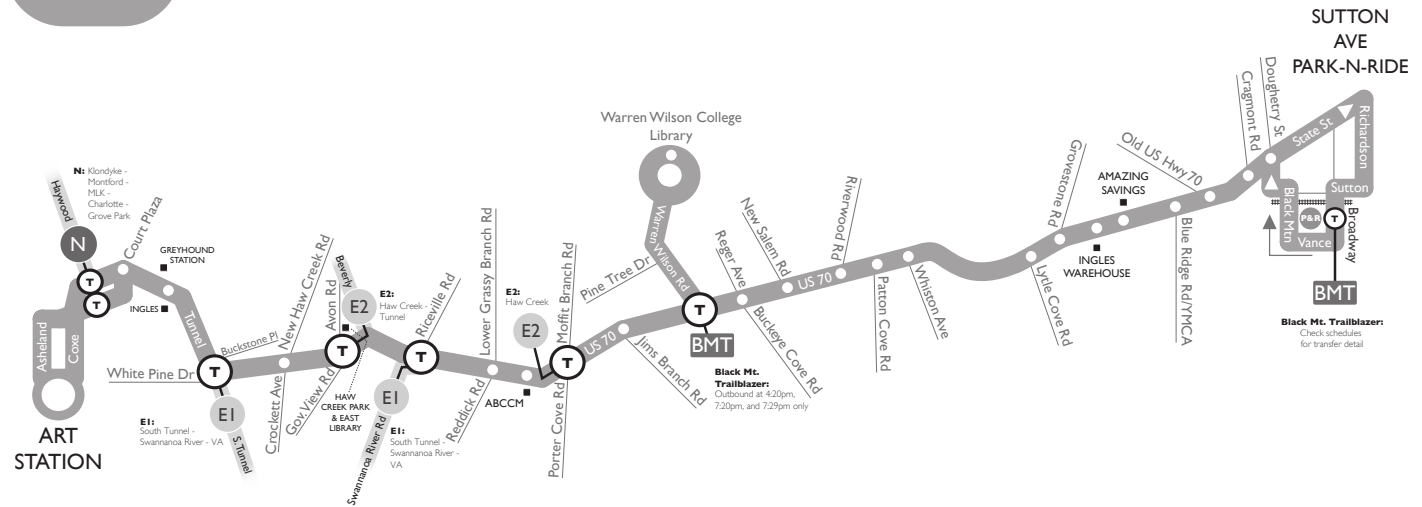 SUTTON
AVE
PARK-N-RIDE
Doughetry St
Cragmont Rd
State St
Richardson
Sutton
Black Mtn
P&R
T
Broadway
Vance
BMT
Black Mt. Trailblazer:
Check schedules
for transfer detail
Warren Wilson College
Library
Warren
Wilson Rd
Pine Tree Dr
N: Klondyke -
Montford -
MLK -
Charlotte -
Grove Park
Haywood
N
T
T
Court Plaza
GREYHOUND
STATION
INGLES
Tunnel
Asheland
Coxe
ART
STATION
Buckstone Pl
White Pine Dr
T
E1
E1:
South Tunnel -
Swannanoa River - VA
S. Tunnel
New Haw Creek Rd
Crockett Ave
Gov. View Rd
Avon Rd
Beverly
E2
E2:
Haw Creek -
Tunnel
T
HAW
CREEK PARK
& EAST
LIBRARY
Riceville Rd
T
E1
E1:
South Tunnel -
Swannanoa River -
VA
Swannanoa River Rd
Lower Grassy Branch Rd
Reddick Rd
E2:
Haw Creek
E2
ABCCM
Moffit Branch Rd
T
Porter Cove Rd
US 70
Jims Branch Rd
T
BMT
Black Mt.
Trailblazer:
Outbound at 4:20pm,
7:20pm, and 7:29pm only
Reger Ave
New Salem Rd
Buckeye Cove Rd
US 70
Riverwood Rd
Patton Cove Rd
Whiston Ave
Grovestone Rd
Lytle Cove Rd
AMAZING
SAVINGS
INGLES
WAREHOUSE
Old US Hwy 70
Blue Ridge Rd/YMCA